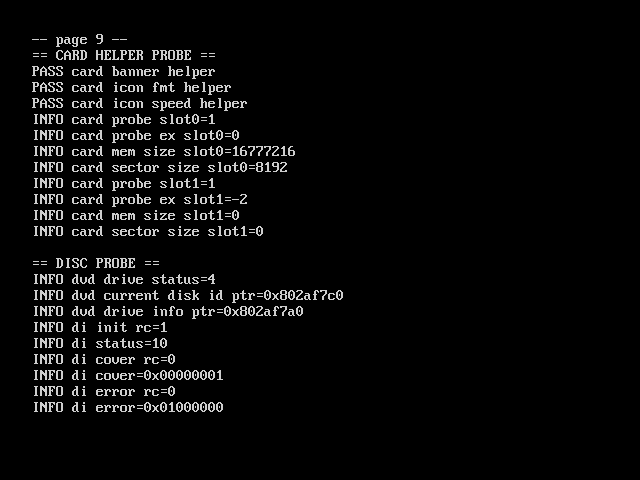 -- page 9 --
== CARD HELPER PROBE ==
PASS card banner helper
PASS card icon fmt helper
PASS card icon speed helper
INFO card probe slot0=1
INFO card probe ex slot0=0
INFO card mem size slot0=16777216
INFO card sector size slot0=8192
INFO card probe slot1=1
INFO card probe ex slot1=-2
INFO card mem size slot1=0
INFO card sector size slot1=0
== DISC PROBE ==
INFO dvd drive status=4
INFO dvd current disk id ptr=0x802af7c0
INFO dvd drive info ptr=0x802af7a0
INFO di init rc=1
INFO di status=10
INFO di cover rc=0
INFO di cover=0x00000001
INFO di error rc=0
INFO di error=0x01000000